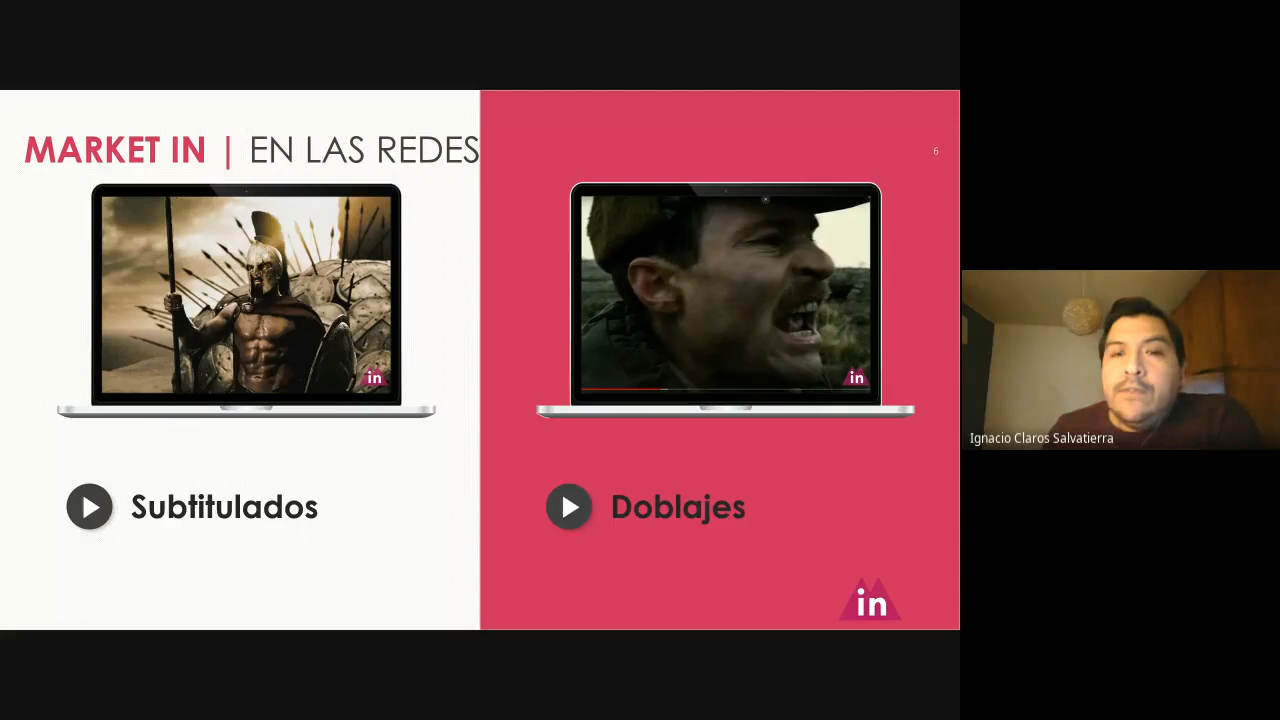 MARKET IN | EN LAS REDES
6
in
in
Subtitulados
Doblajes
in
Ignacio Claros Salvatierra